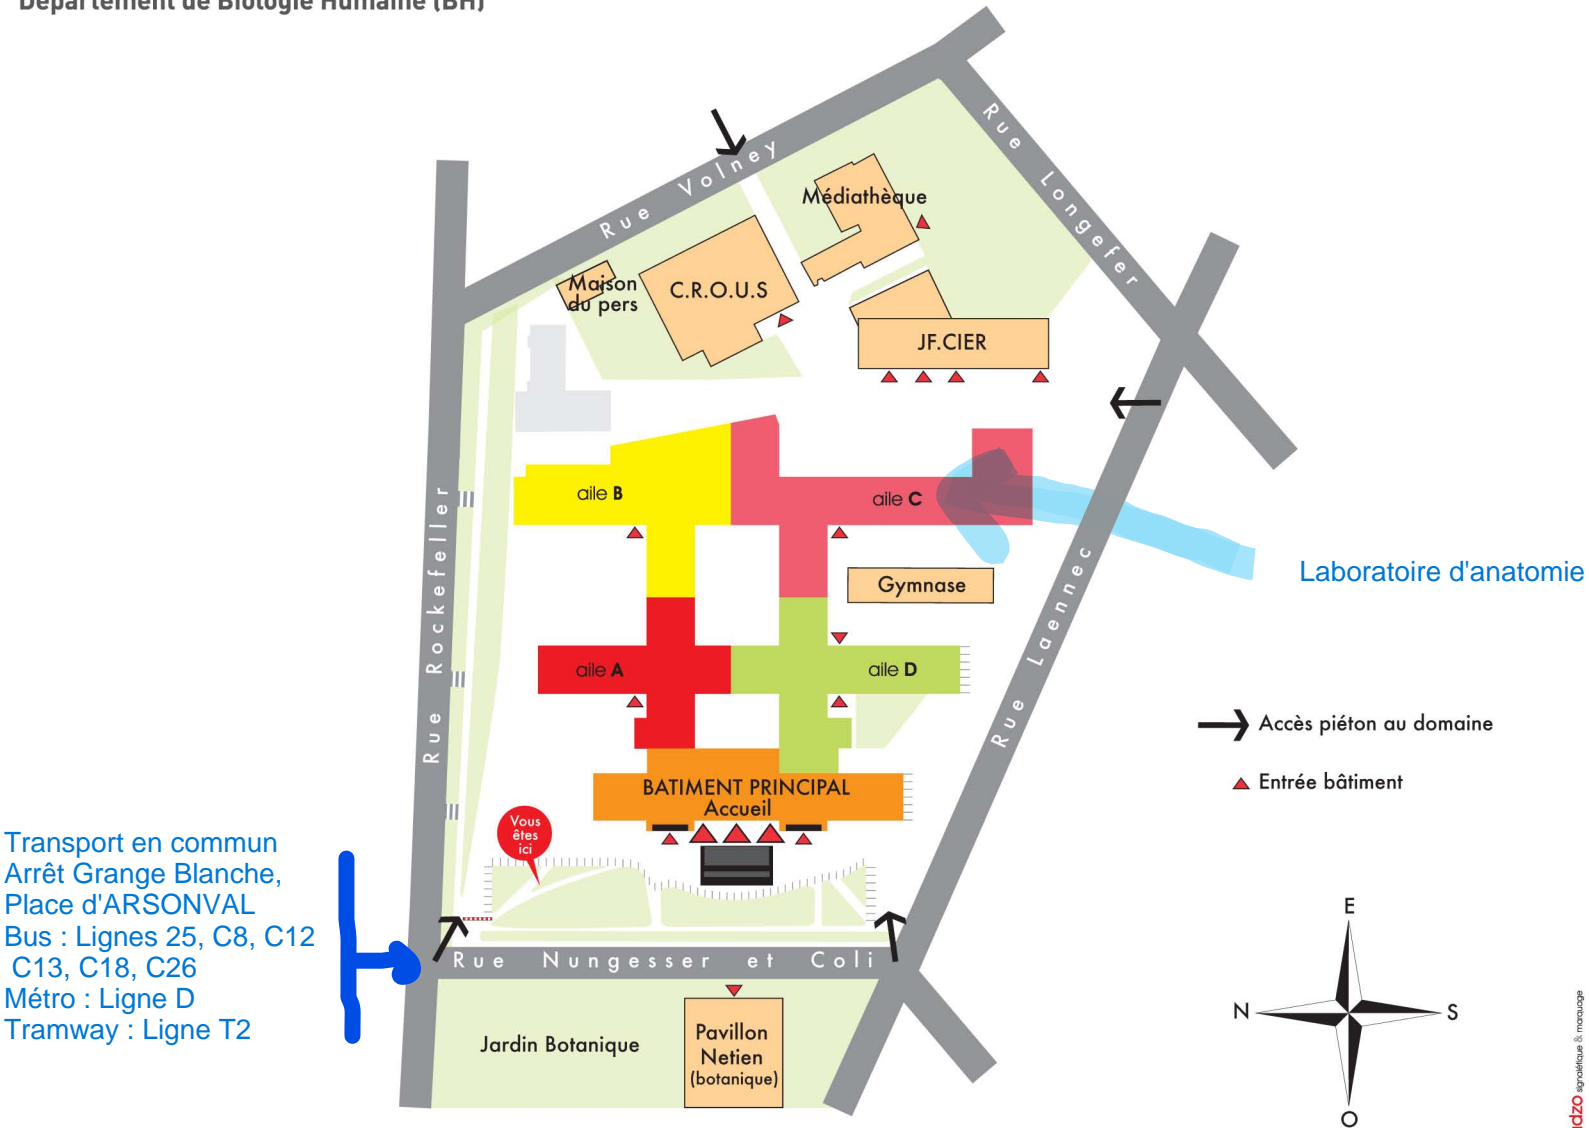 Département de Biologie Humaine (BH)
Rue Volney
Rue Longefer
Médiathèque
Maison
du pers
C.R.O.U.S
JF.CIER
aile B
aile C
Rue Rockefeller
Gymnase
Laboratoire d'anatomie
Rue Laennec
aile A
aile D
Accès piéton au domaine
Entrée bâtiment
BATIMENT PRINCIPAL
Accueil
Vous
êtes
ici
Transport en commun
Arrêt Grange Blanche,
Place d'ARSONVAL
Bus : Lignes 25, C8, C12
C13, C18, C26
Métro : Ligne D
Tramway : Ligne T2
Rue Nungesser et Coli
Jardin Botanique
Pavillon
Netien
(botanique)
E
N
S
O
signalétique & marquage